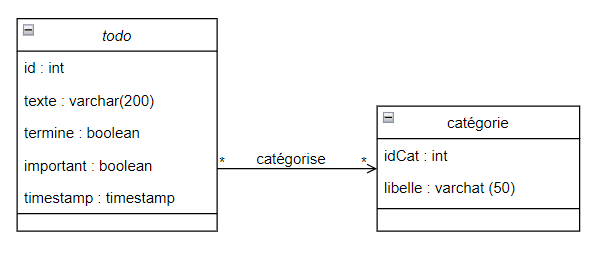 todo
id : int
texte : varchar(200)
termine : boolean
important : boolean
timestamp : timestamp
* catégorise *
catégorie
idCat : int
libelle : varchat (50)